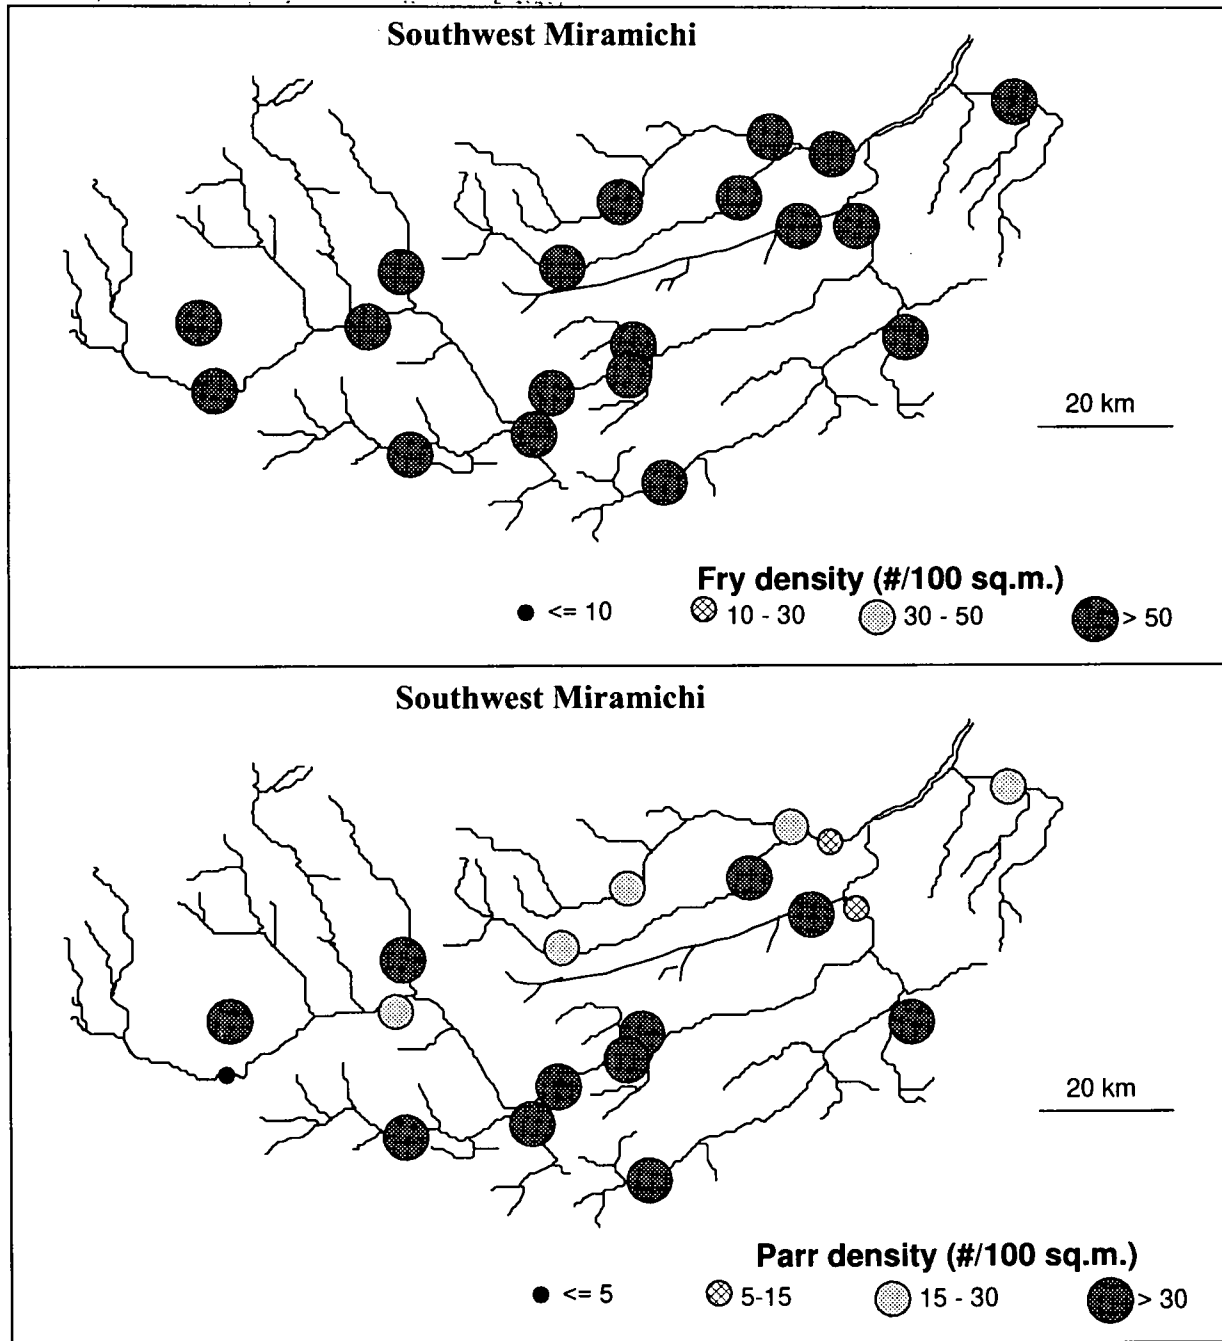 Southwest Miramichi
20 km
Fry density (#/100 sq.m.)
<= 10 10 - 30 30 - 50 > 50
Southwest Miramichi
20 km
Parr density (#/100 sq.m.)
<= 5 5-15 15 - 30 > 30